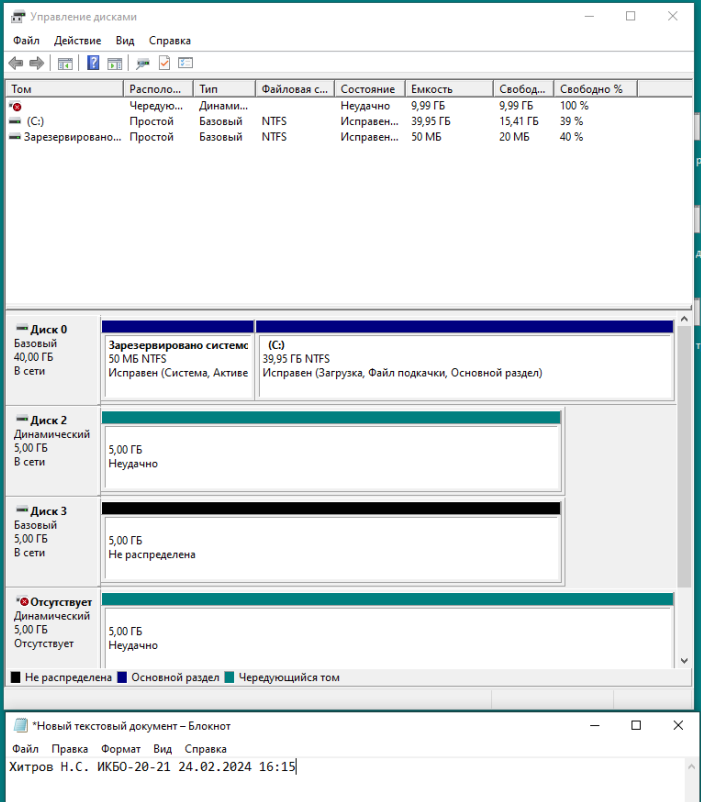 Управление дисками
Файл Действие Вид Справка
Том Располо... Тип Файловая с... Состояние Емкость Свобод... Свободно %
Чередую... Динами... Неудачно 9,99 ГБ 9,99 ГБ 100 %
(C:) Простой Базовый NTFS Исправен... 39,95 ГБ 15,41 ГБ 39 %
Зарезервировано... Простой Базовый NTFS Исправен... 50 МБ 20 МБ 40 %
Диск 0
Базовый
40,00 ГБ
В сети
Зарезервировано системс
50 МБ NTFS
Исправен (Система, Активе
(C:)
39,95 ГБ NTFS
Исправен (Загрузка, Файл подкачки, Основной раздел)
Диск 2
Динамический
5,00 ГБ
В сети
5,00 ГБ
Неудачно
Диск 3
Базовый
5,00 ГБ
В сети
5,00 ГБ
Не распределена
Отсутствует
Динамический
5,00 ГБ
Отсутствует
5,00 ГБ
Неудачно
Не распределена Основной раздел Чередующийся том
*Новый текстовый документ – Блокнот
Файл Правка Формат Вид Справка
Хитров Н.С. ИКБО-20-21 24.02.2024 16:15